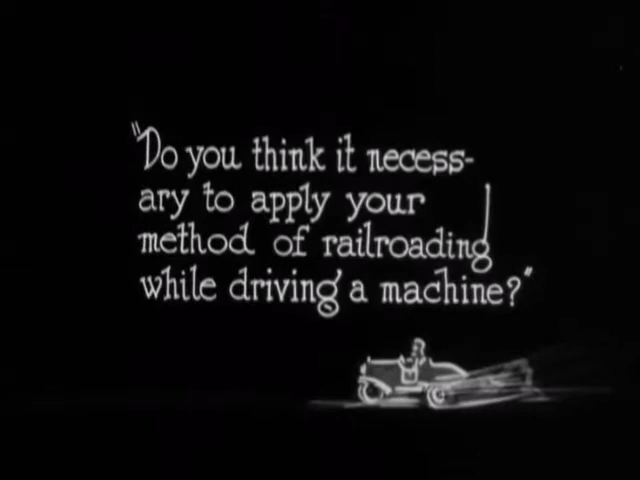 "Do you think it necess-
ary to apply your
method of railroading
while driving a machine?"